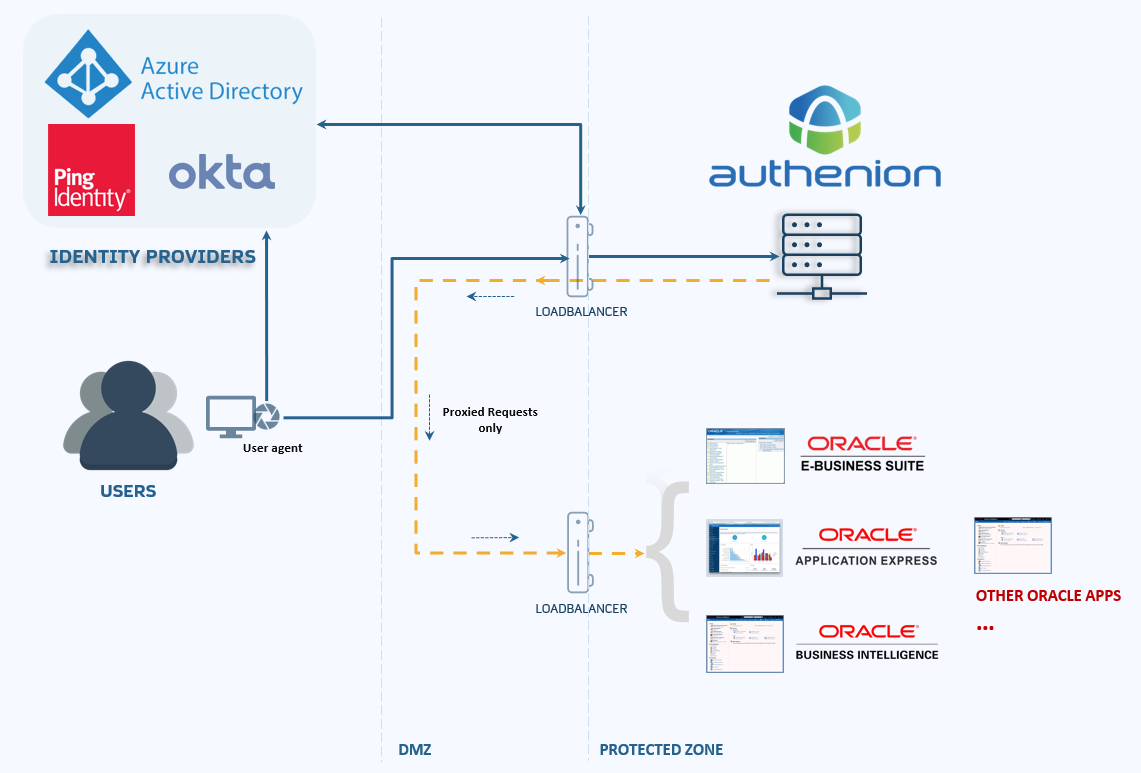 Azure
Active Directory
Ping
Identity®
okta
IDENTITY PROVIDERS
authenion
LOADBALANCER
Proxied Requests
only
User agent
USERS
ORACLE®
E-BUSINESS SUITE
ORACLE®
APPLICATION EXPRESS
OTHER ORACLE APPS
...
LOADBALANCER
ORACLE®
BUSINESS INTELLIGENCE
DMZ
PROTECTED ZONE